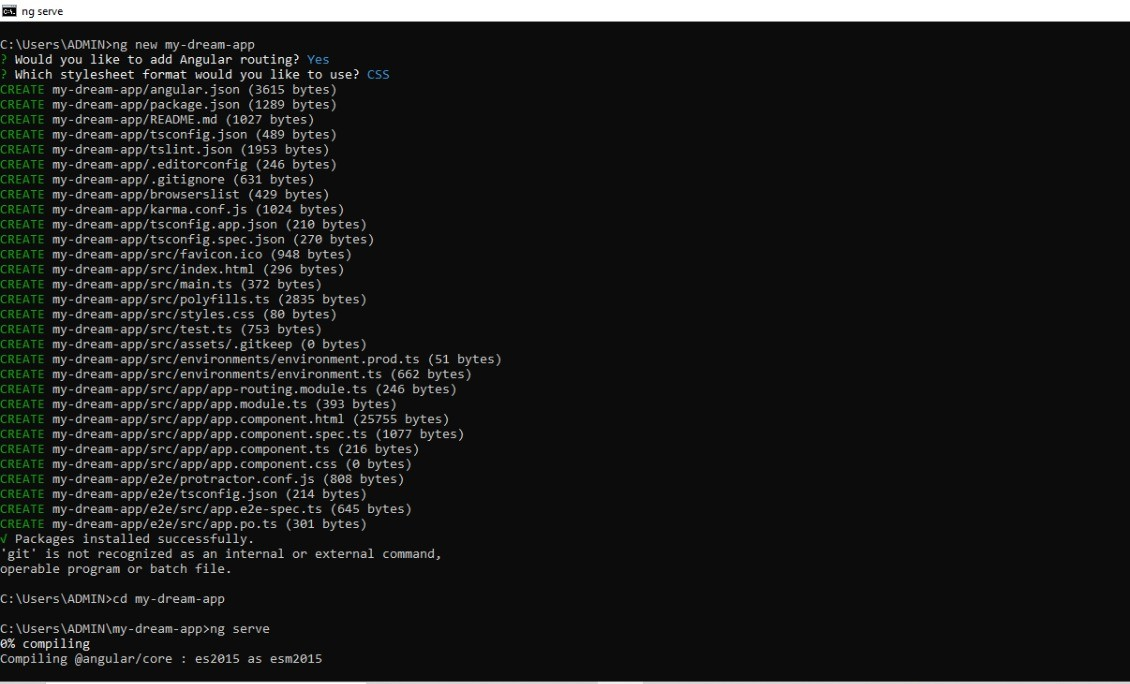 ng serve
C:\Users\ADMIN>ng new my-dream-app
? Would you like to add Angular routing? Yes
? Which stylesheet format would you like to use? CSS
CREATE my-dream-app/angular.json (3615 bytes)
CREATE my-dream-app/package.json (1289 bytes)
CREATE my-dream-app/README.md (1027 bytes)
CREATE my-dream-app/tsconfig.json (489 bytes)
CREATE my-dream-app/tslint.json (1953 bytes)
CREATE my-dream-app/.editorconfig (246 bytes)
CREATE my-dream-app/.gitignore (631 bytes)
CREATE my-dream-app/browserslist (429 bytes)
CREATE my-dream-app/karma.conf.js (1024 bytes)
CREATE my-dream-app/tsconfig.app.json (210 bytes)
CREATE my-dream-app/tsconfig.spec.json (270 bytes)
CREATE my-dream-app/src/favicon.ico (948 bytes)
CREATE my-dream-app/src/index.html (296 bytes)
CREATE my-dream-app/src/main.ts (372 bytes)
CREATE my-dream-app/src/polyfills.ts (2835 bytes)
CREATE my-dream-app/src/styles.css (80 bytes)
CREATE my-dream-app/src/test.ts (753 bytes)
CREATE my-dream-app/src/assets/.gitkeep (0 bytes)
CREATE my-dream-app/src/environments/environment.prod.ts (51 bytes)
CREATE my-dream-app/src/environments/environment.ts (662 bytes)
CREATE my-dream-app/src/app/app-routing.module.ts (246 bytes)
CREATE my-dream-app/src/app/app.module.ts (393 bytes)
CREATE my-dream-app/src/app/app.component.html (25755 bytes)
CREATE my-dream-app/src/app/app.component.spec.ts (1077 bytes)
CREATE my-dream-app/src/app/app.component.ts (216 bytes)
CREATE my-dream-app/src/app/app.component.css (0 bytes)
CREATE my-dream-app/e2e/protractor.conf.js (808 bytes)
CREATE my-dream-app/e2e/tsconfig.json (214 bytes)
CREATE my-dream-app/e2e/src/app.e2e-spec.ts (645 bytes)
CREATE my-dream-app/e2e/src/app.po.ts (301 bytes)
√ Packages installed successfully.
'git' is not recognized as an internal or external command,
operable program or batch file.
C:\Users\ADMIN>cd my-dream-app
C:\Users\ADMIN\my-dream-app>ng serve
0% compiling
Compiling @angular/core : es2015 as esm2015